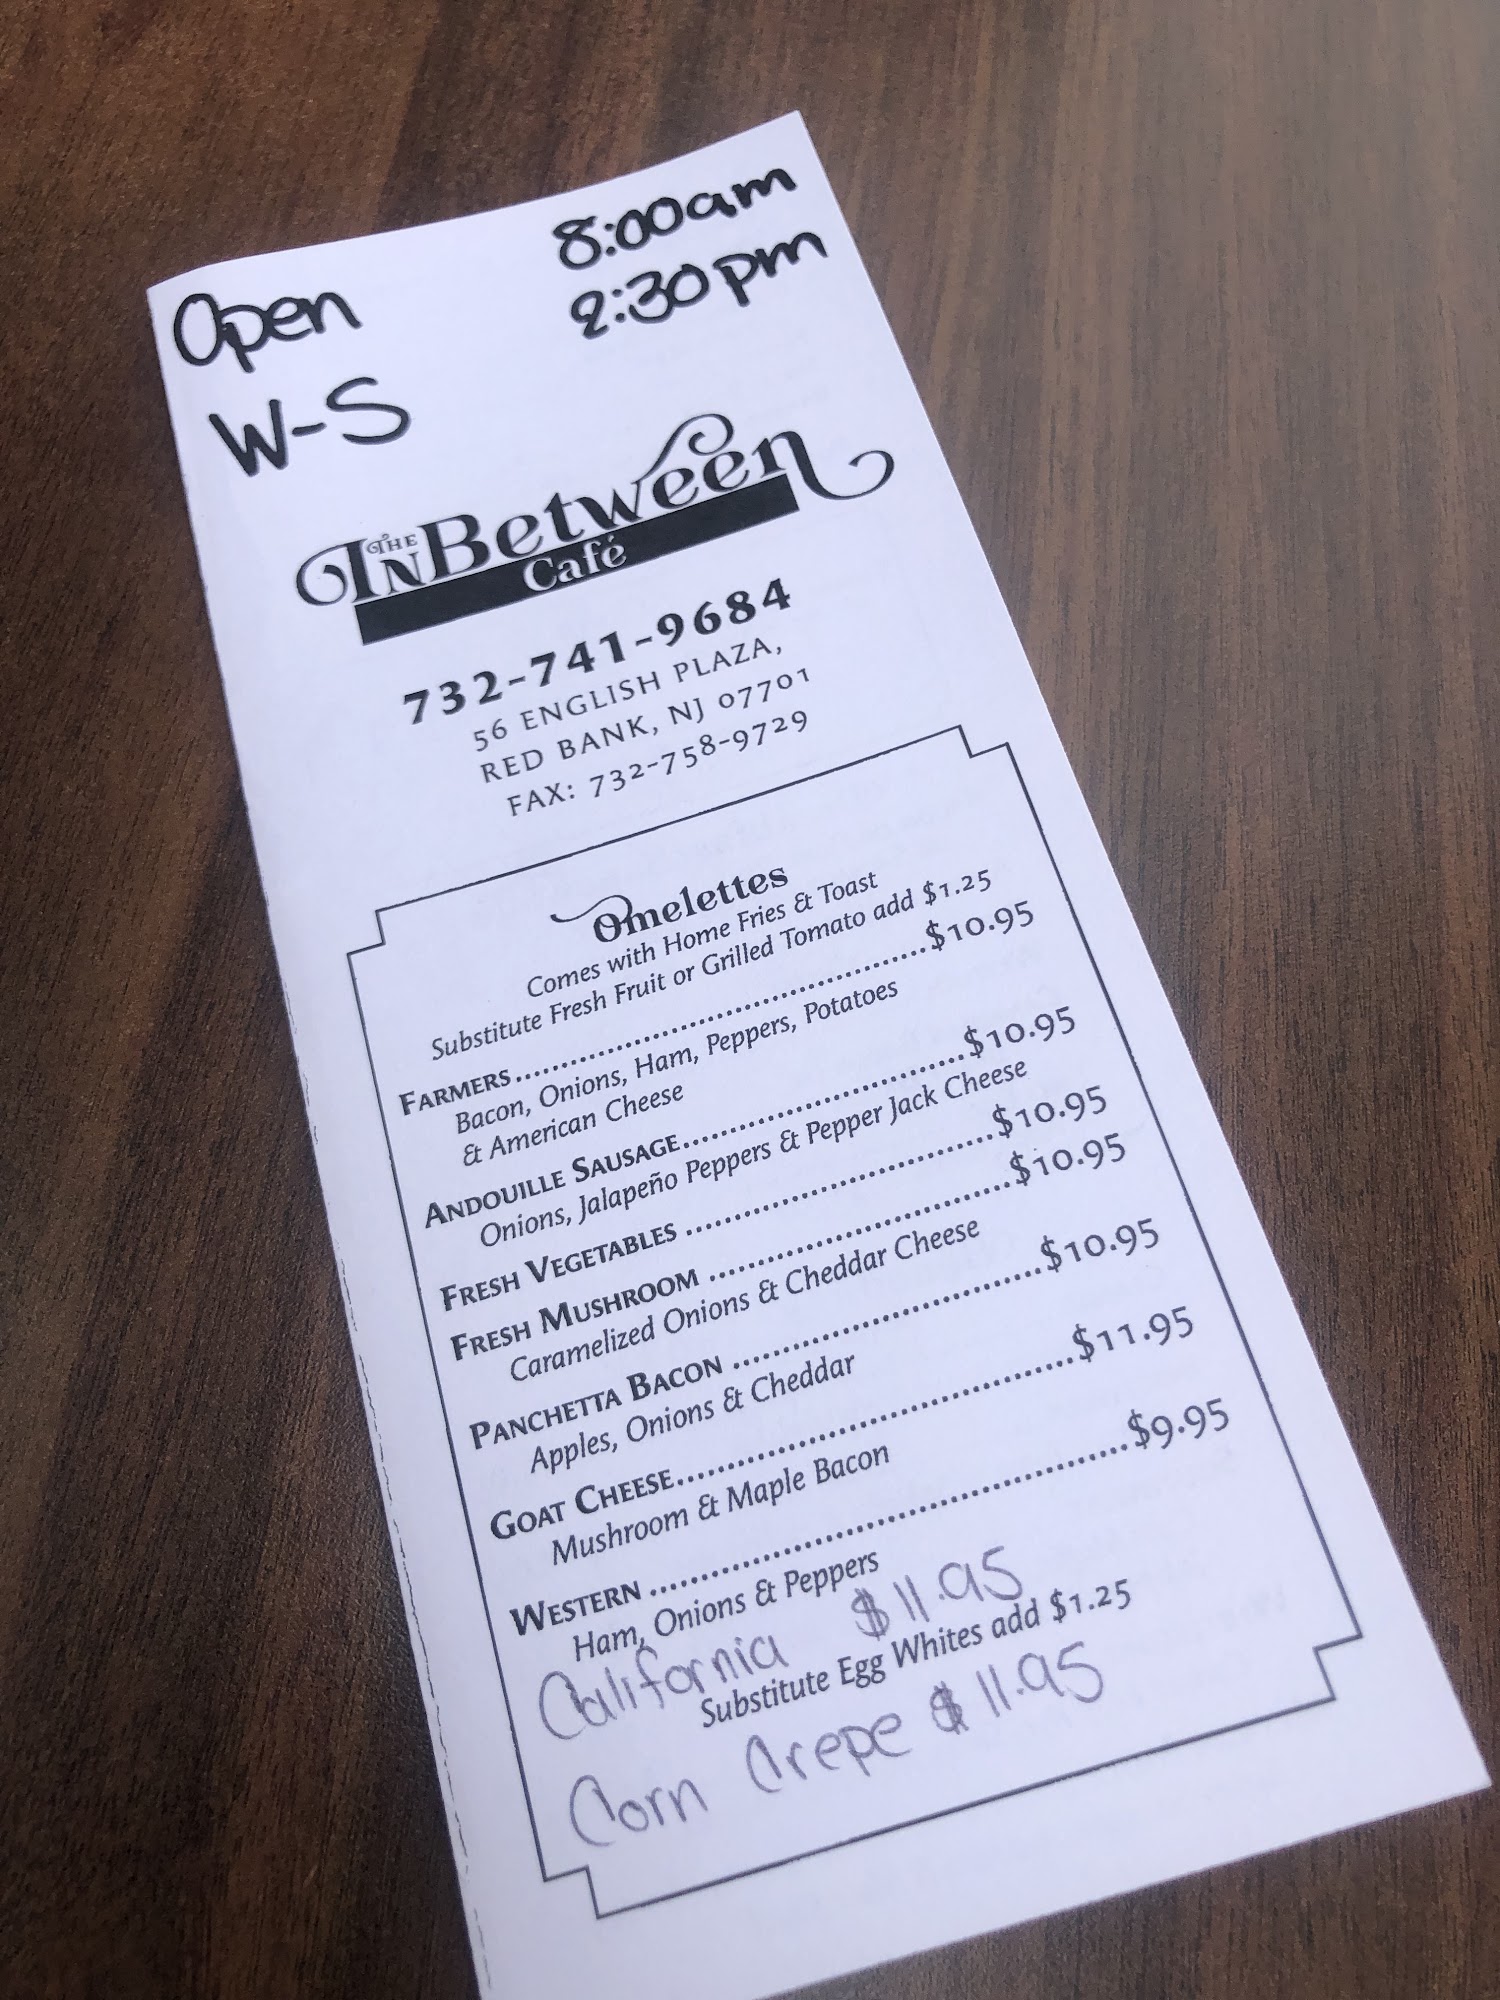 Open 8:00am
W-S 2:30pm
THE
INBetween
Café
732-741-9684
56 ENGLISH PLAZA,
RED BANK, NJ 07701
FAX: 732-758-9729
Omelettes
Comes with Home Fries & Toast
Substitute Fresh Fruit or Grilled Tomato add $1.25
FARMERS..........................................$10.95
Bacon, Onions, Ham, Peppers, Potatoes
& American Cheese
ANDOUILLE SAUSAGE............................$10.95
Onions, Jalapeño Peppers & Pepper Jack Cheese
FRESH VEGETABLES ..............................$10.95
FRESH MUSHROOM ..............................$10.95
Caramelized Onions & Cheddar Cheese
PANCHETTA BACON ..............................$10.95
Apples, Onions & Cheddar
GOAT CHEESE.......................................$11.95
Mushroom & Maple Bacon
WESTERN ..............................................$9.95
Ham, Onions & Peppers
California $11.95
Substitute Egg Whites add $1.25
Corn Crepe $11.95